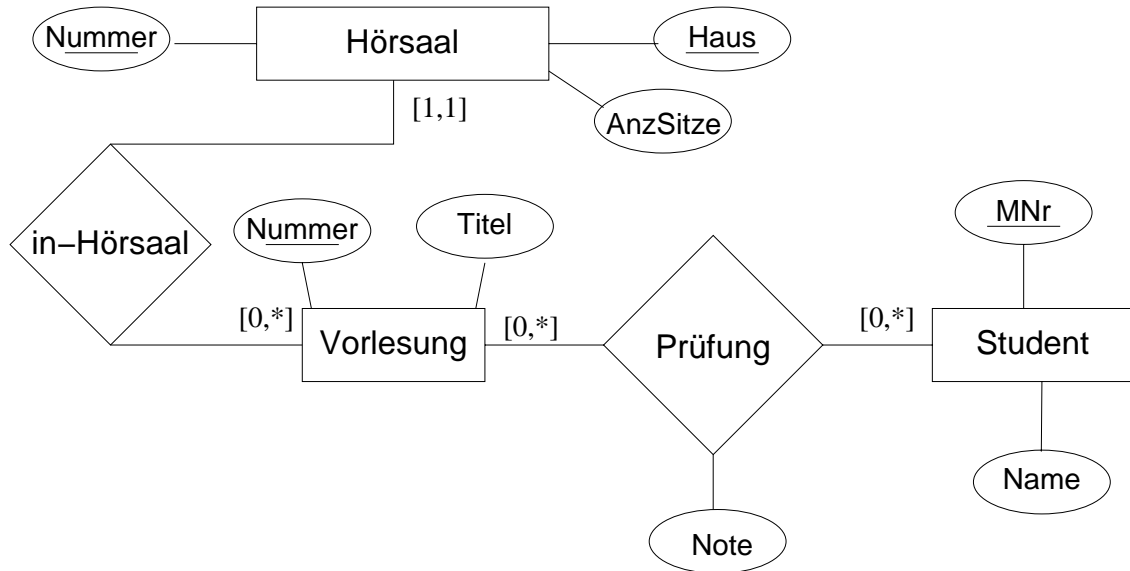 Nummer
Hörsaal
Haus
[1,1]
AnzSitze
in–Hörsaal
Nummer
Titel
MNr
[0,*]
Vorlesung
[0,*]
Prüfung
[0,*]
Student
Name
Note